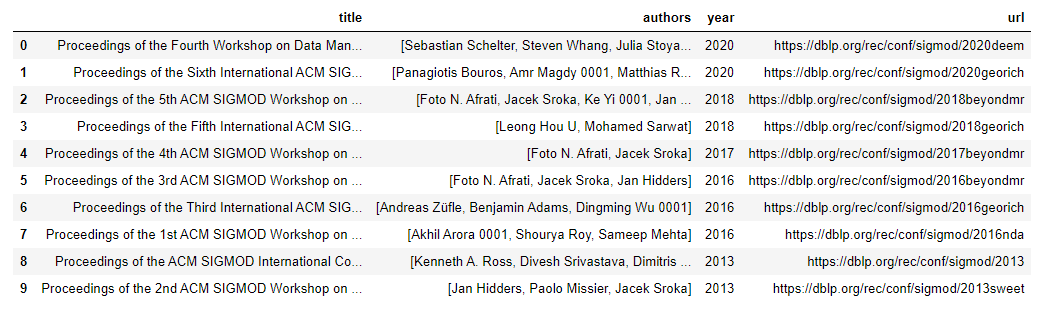 title authors year url
0 Proceedings of the Fourth Workshop on Data Man... [Sebastian Schelter, Steven Whang, Julia Stoya... 2020 https://dblp.org/rec/conf/sigmod/2020deem
1 Proceedings of the Sixth International ACM SIG... [Panagiotis Bouros, Amr Magdy 0001, Matthias R... 2020 https://dblp.org/rec/conf/sigmod/2020georich
2 Proceedings of the 5th ACM SIGMOD Workshop on ... [Foto N. Afrati, Jacek Sroka, Ke Yi 0001, Jan ... 2018 https://dblp.org/rec/conf/sigmod/2018beyondmr
3 Proceedings of the Fifth International ACM SIG... [Leong Hou U, Mohamed Sarwat] 2018 https://dblp.org/rec/conf/sigmod/2018georich
4 Proceedings of the 4th ACM SIGMOD Workshop on ... [Foto N. Afrati, Jacek Sroka] 2017 https://dblp.org/rec/conf/sigmod/2017beyondmr
5 Proceedings of the 3rd ACM SIGMOD Workshop on ... [Foto N. Afrati, Jacek Sroka, Jan Hidders] 2016 https://dblp.org/rec/conf/sigmod/2016beyondmr
6 Proceedings of the Third International ACM SIG... [Andreas Züfle, Benjamin Adams, Dingming Wu 0001] 2016 https://dblp.org/rec/conf/sigmod/2016georich
7 Proceedings of the 1st ACM SIGMOD Workshop on ... [Akhil Arora 0001, Shourya Roy, Sameep Mehta] 2016 https://dblp.org/rec/conf/sigmod/2016nda
8 Proceedings of the ACM SIGMOD International Co... [Kenneth A. Ross, Divesh Srivastava, Dimitris ... 2013 https://dblp.org/rec/conf/sigmod/2013
9 Proceedings of the 2nd ACM SIGMOD Workshop on ... [Jan Hidders, Paolo Missier, Jacek Sroka] 2013 https://dblp.org/rec/conf/sigmod/2013sweet